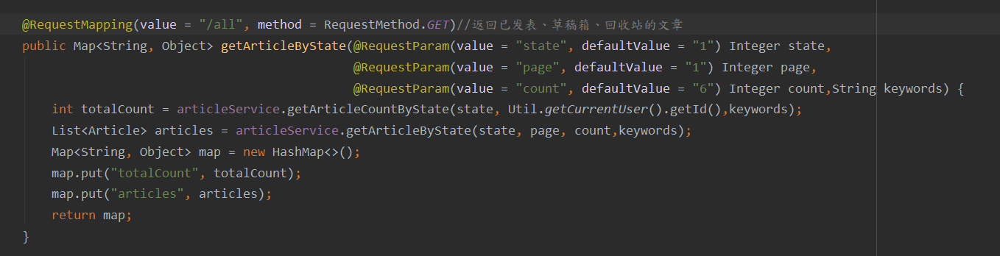 @RequestMapping(value = "/all", method = RequestMethod.GET)//返回已发表、草稿箱、回收站的文章
public Map<String, Object> getArticleByState(@RequestParam(value = "state", defaultValue = "1") Integer state,
@RequestParam(value = "page", defaultValue = "1") Integer page,
@RequestParam(value = "count", defaultValue = "6") Integer count,String keywords) {
int totalCount = articleService.getArticleCountByState(state, Util.getCurrentUser().getId(),keywords);
List<Article> articles = articleService.getArticleByState(state, page, count,keywords);
Map<String, Object> map = new HashMap<>();
map.put("totalCount", totalCount);
map.put("articles", articles);
return map;
}